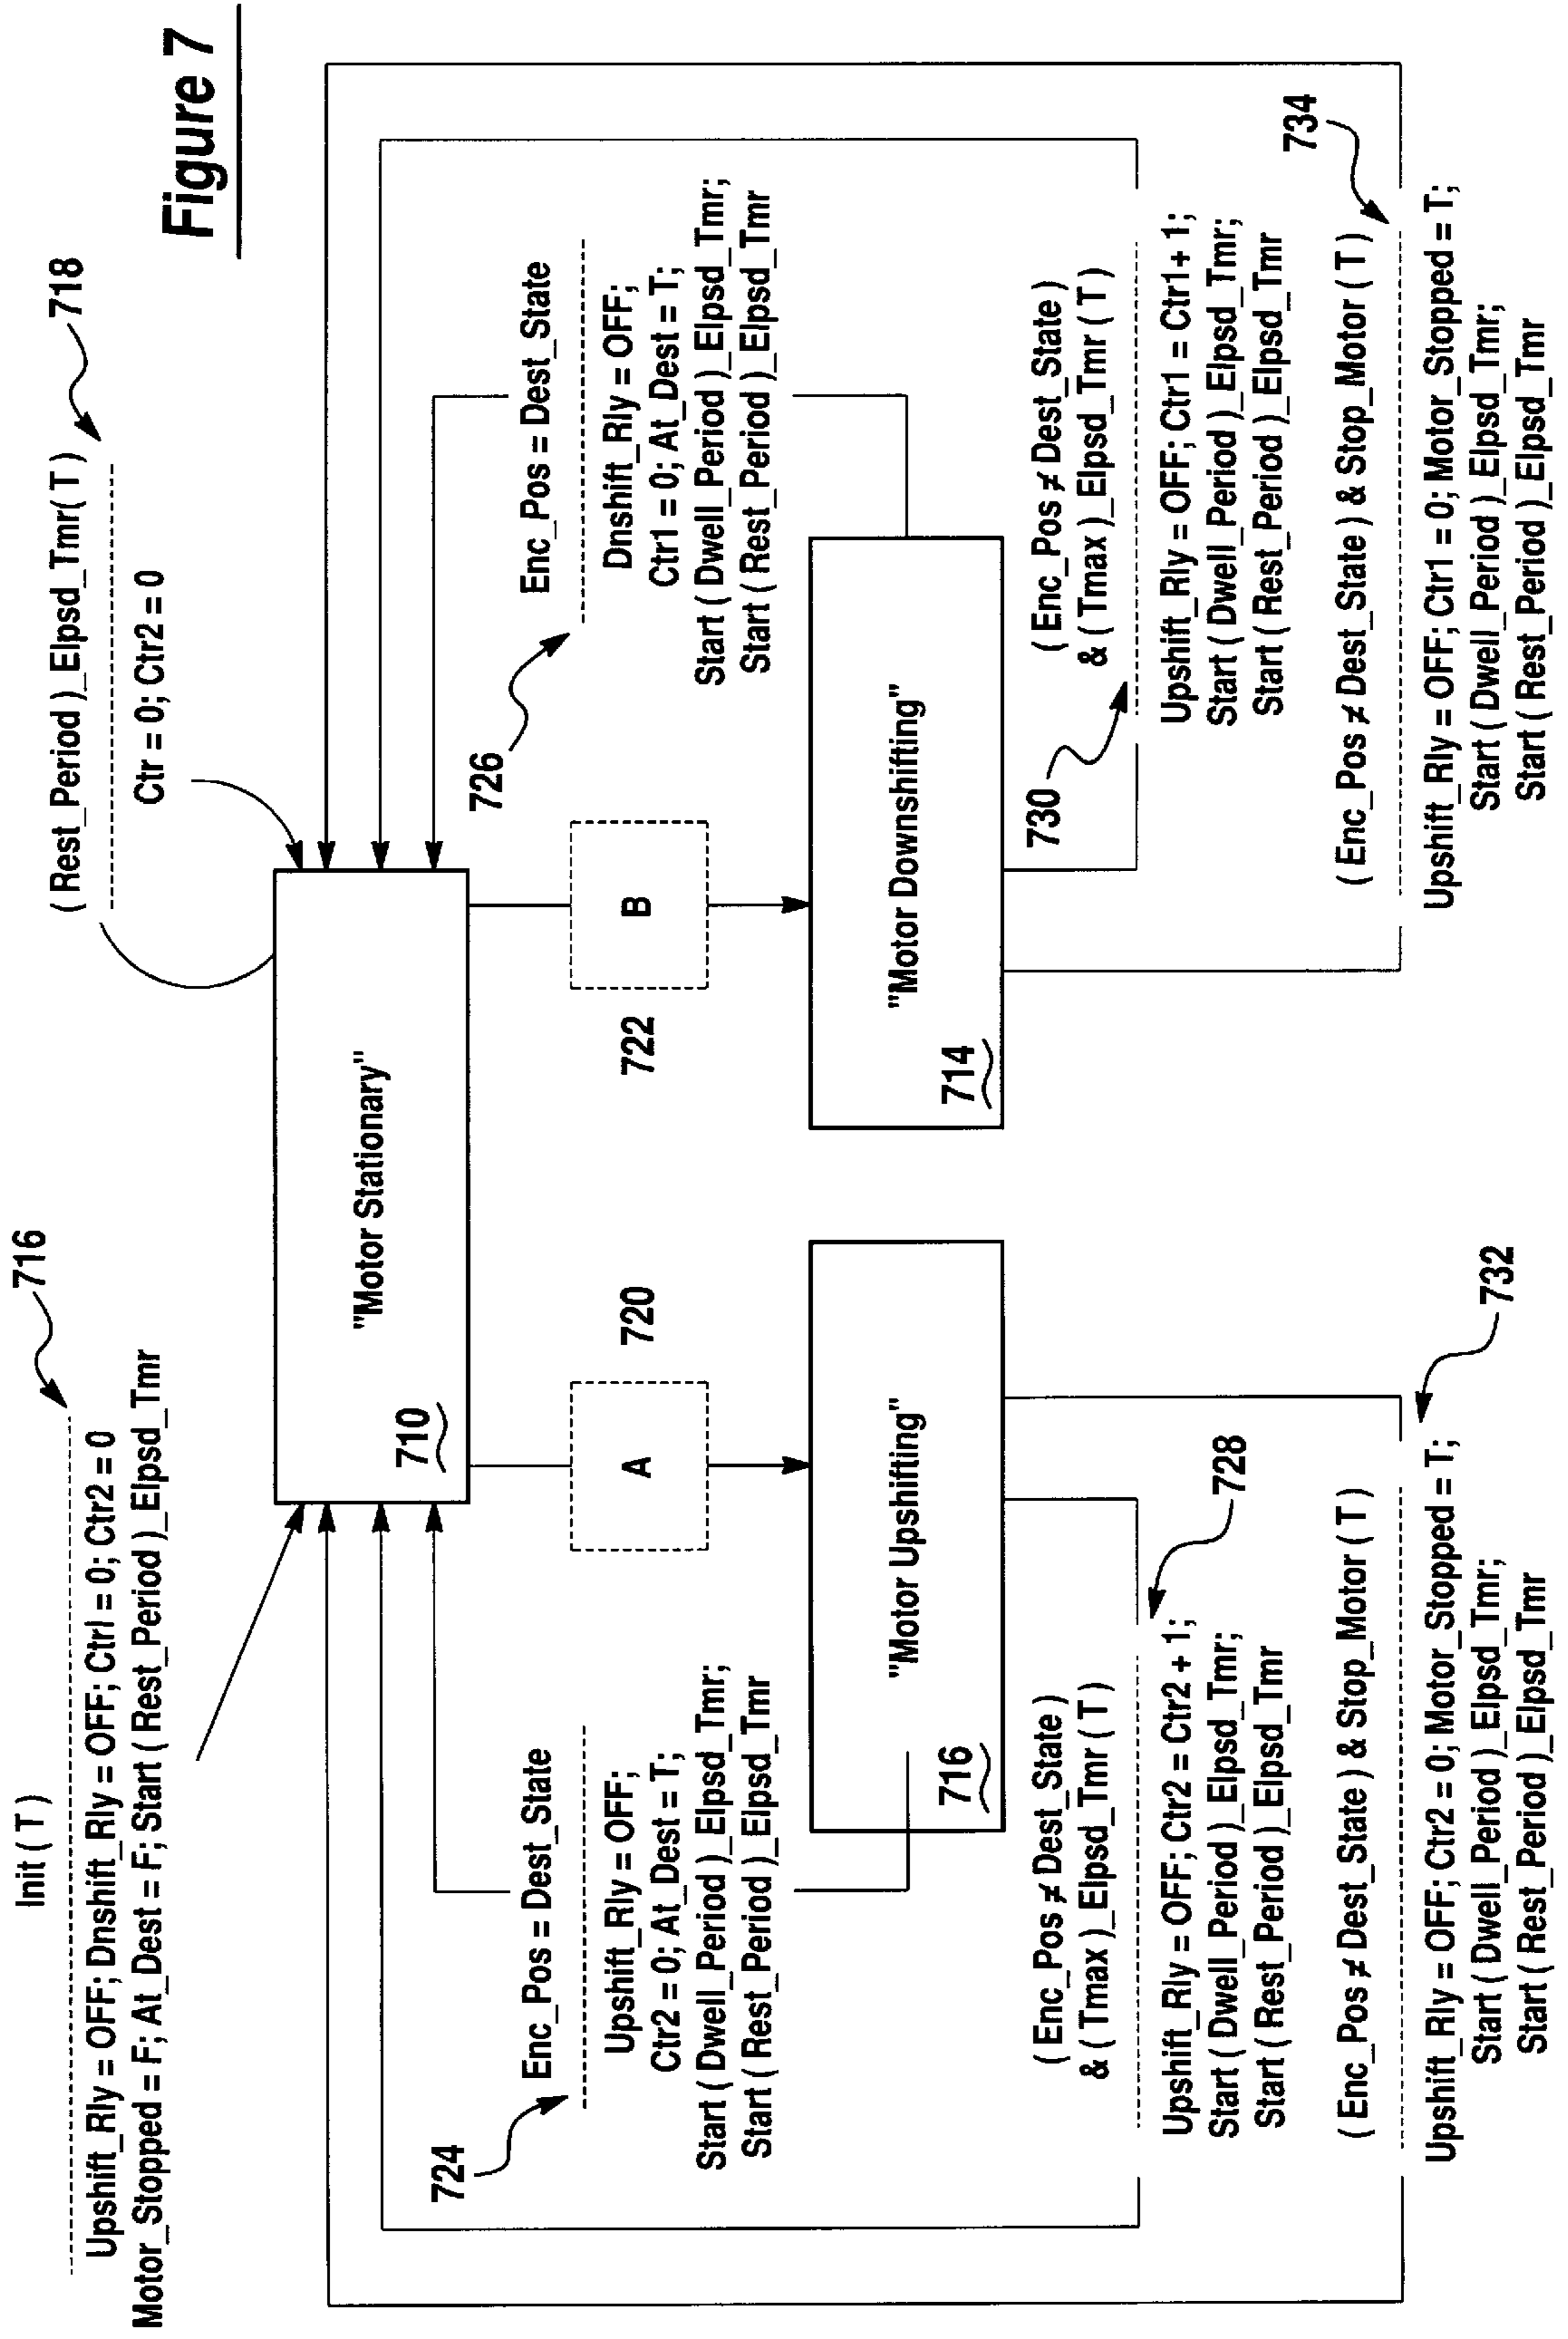 Figure 7
Init ( T )
716
Upshift_Rly = OFF; Dnshift_Rly = OFF; Ctrl = 0; Ctr2 = 0
Motor_Stopped = F; At_Dest = F; Start ( Rest_Period )_Elpsd_Tmr
( Rest_Period )_Elpsd_Tmr( T )
718
Ctr = 0; Ctr2 = 0
"Motor Stationary"
710
A
720
B
722
Enc_Pos = Dest_State
724
Upshift_Rly = OFF;
Ctr2 = 0; At_Dest = T;
Start ( Dwell_Period )_Elpsd_Tmr;
Start ( Rest_Period )_Elpsd_Tmr
Enc_Pos = Dest_State
726
Dnshift_Rly = OFF;
Ctr1 = 0; At_Dest = T;
Start ( Dwell_Period )_Elpsd_Tmr;
Start ( Rest_Period )_Elpsd_Tmr
"Motor Upshifting"
716
"Motor Downshifting"
714
( Enc_Pos ≠ Dest_State )
& ( Tmax )_Elpsd_Tmr ( T )
728
Upshift_Rly = OFF; Ctr2 = Ctr2 + 1;
Start ( Dwell_Period )_Elpsd_Tmr;
Start ( Rest_Period )_Elpsd_Tmr
( Enc_Pos ≠ Dest_State )
& ( Tmax )_Elpsd_Tmr ( T )
730
Upshift_Rly = OFF; Ctr1 = Ctr1+ 1;
Start ( Dwell_Period )_Elpsd_Tmr;
Start ( Rest_Period )_Elpsd_Tmr
( Enc_Pos ≠ Dest_State ) & Stop_Motor ( T )
732
Upshift_Rly = OFF; Ctr2 = 0; Motor_Stopped = T;
Start ( Dwell_Period )_Elpsd_Tmr;
Start ( Rest_Period )_Elpsd_Tmr
( Enc_Pos ≠ Dest_State ) & Stop_Motor ( T )
734
Upshift_Rly = OFF; Ctr1 = 0; Motor_Stopped = T;
Start ( Dwell_Period )_Elpsd_Tmr;
Start ( Rest_Period )_Elpsd_Tmr